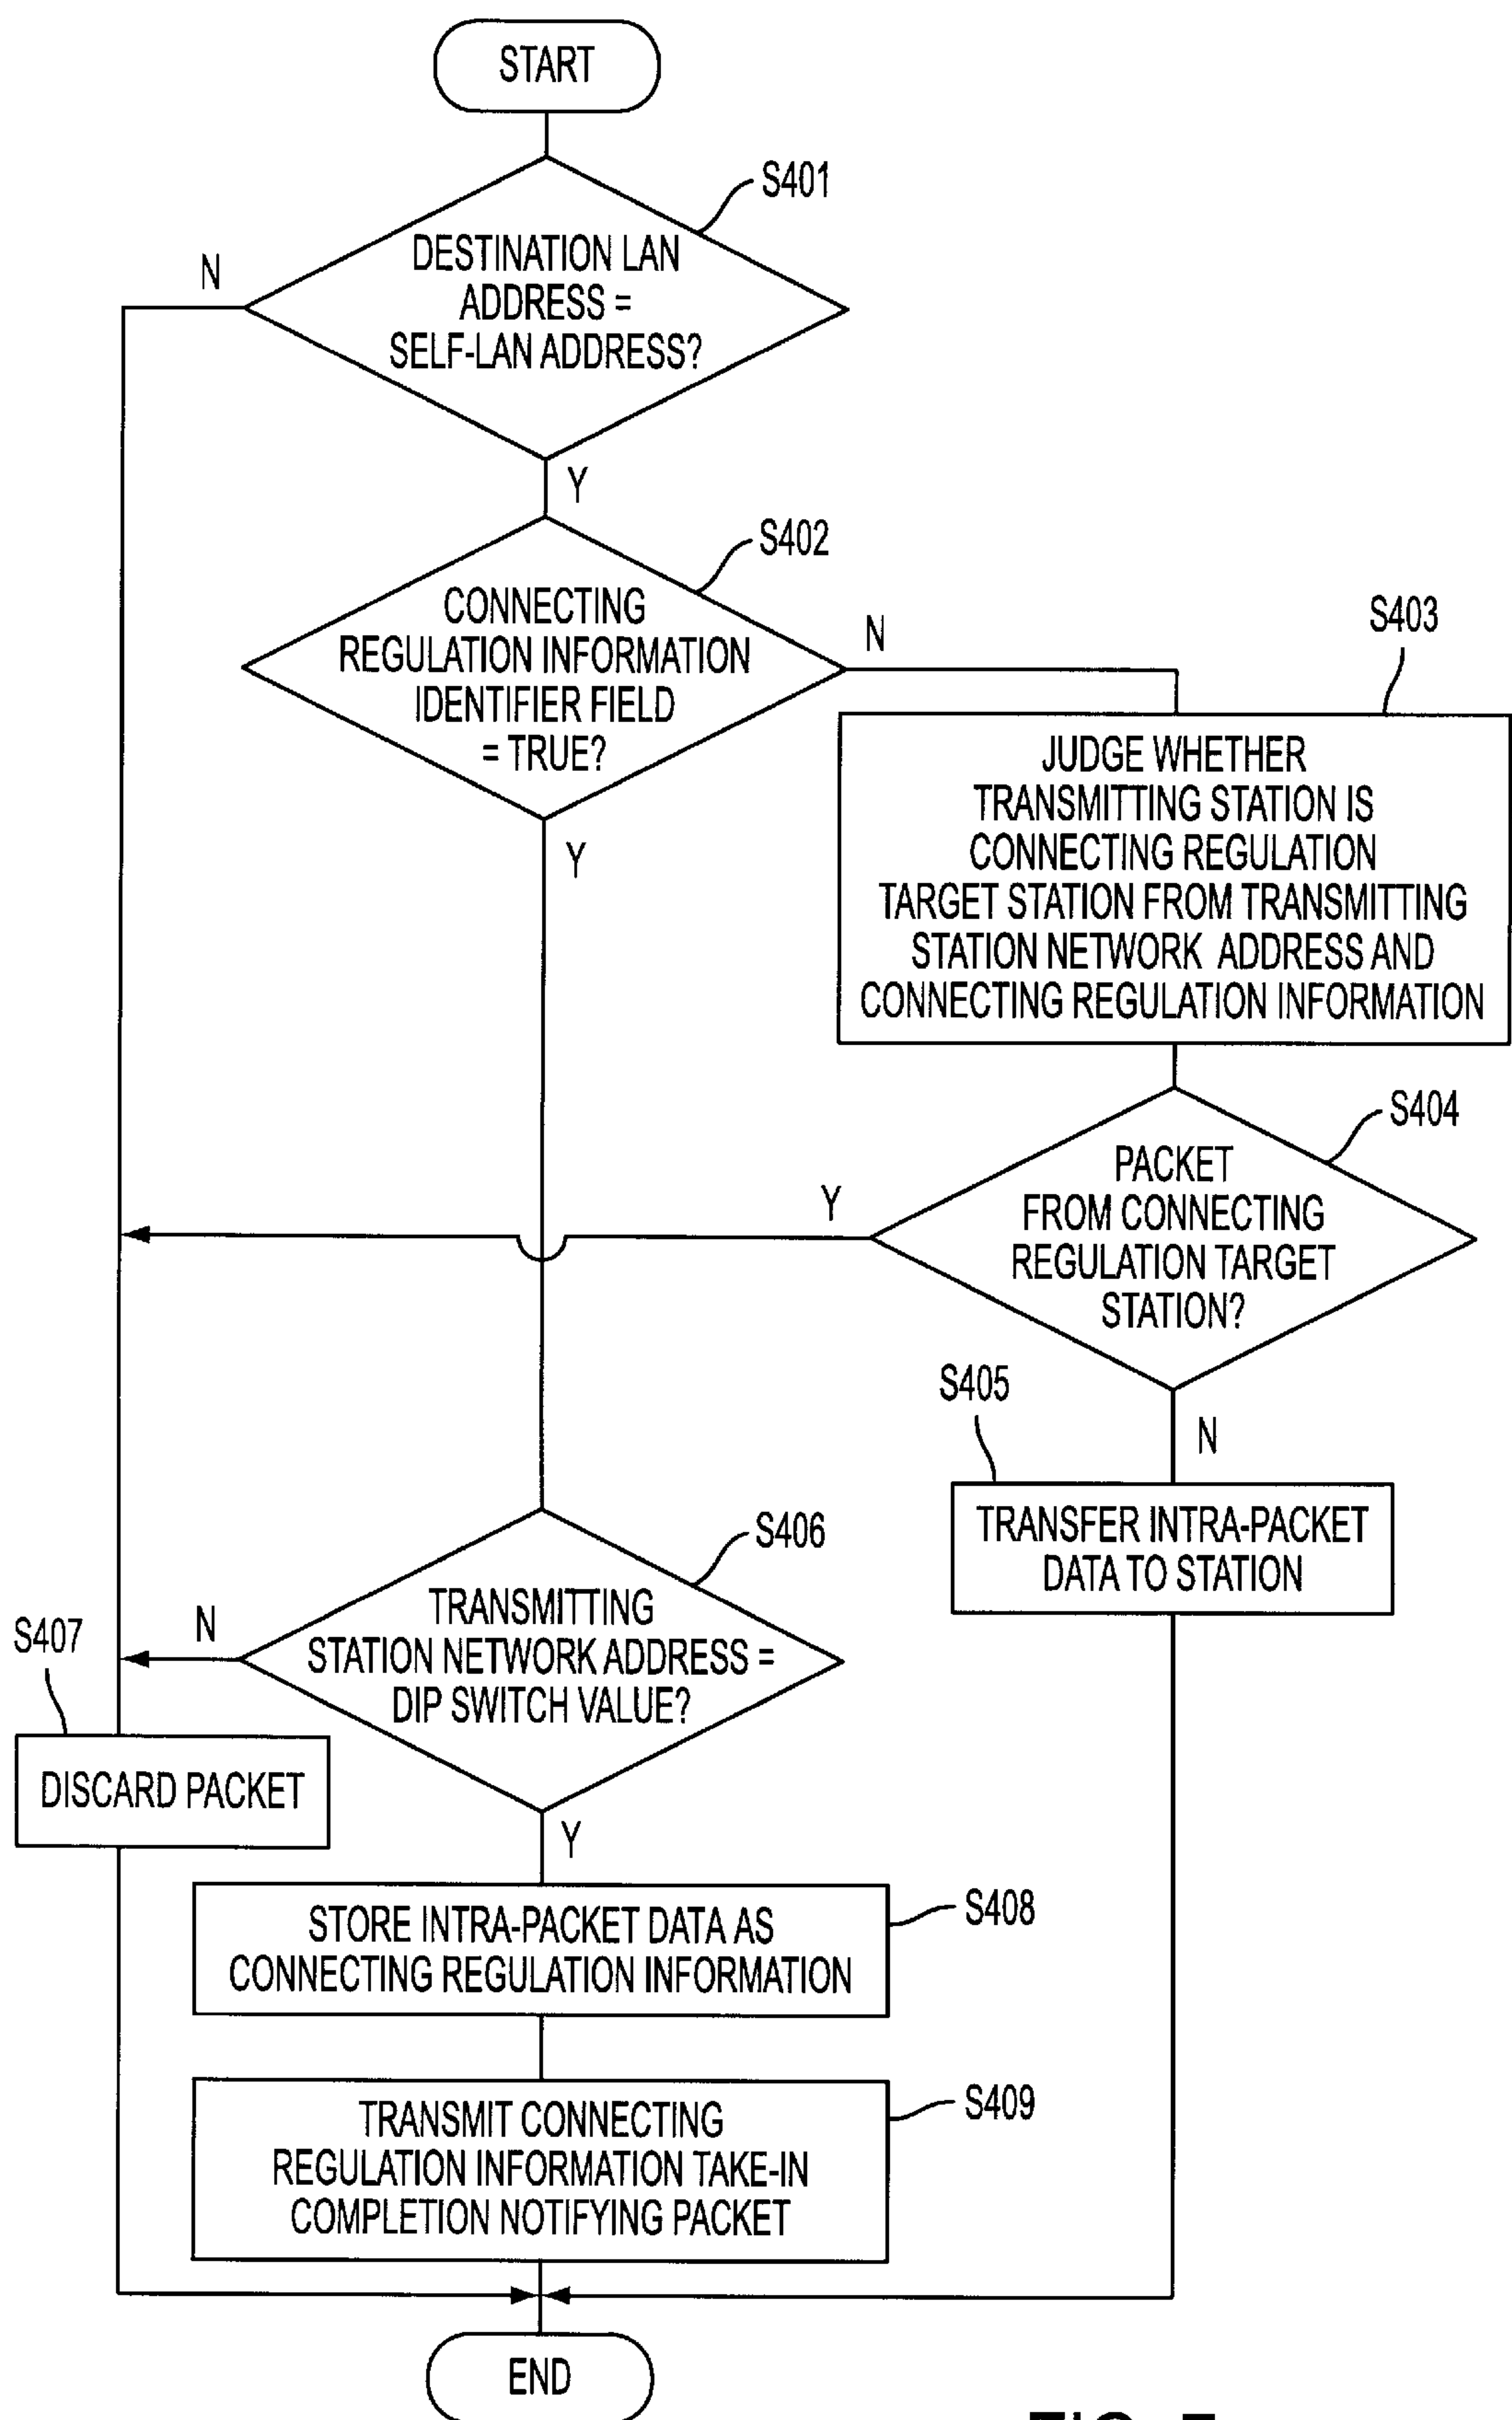 START
S401
DESTINATION LAN
ADDRESS =
SELF-LAN ADDRESS?
N
Y
S402
CONNECTING
REGULATION INFORMATION
IDENTIFIER FIELD
= TRUE?
N
Y
S403
JUDGE WHETHER
TRANSMITTING STATION IS
CONNECTING REGULATION
TARGET STATION FROM TRANSMITTING
STATION NETWORK ADDRESS AND
CONNECTING REGULATION INFORMATION
S404
PACKET
FROM CONNECTING
REGULATION TARGET
STATION?
Y
N
S405
TRANSFER INTRA-PACKET
DATA TO STATION
S406
TRANSMITTING
STATION NETWORK ADDRESS =
DIP SWITCH VALUE?
N
Y
S407
DISCARD PACKET
S408
STORE INTRA-PACKET DATA AS
CONNECTING REGULATION INFORMATION
S409
TRANSMIT CONNECTING
REGULATION INFORMATION TAKE-IN
COMPLETION NOTIFYING PACKET
END